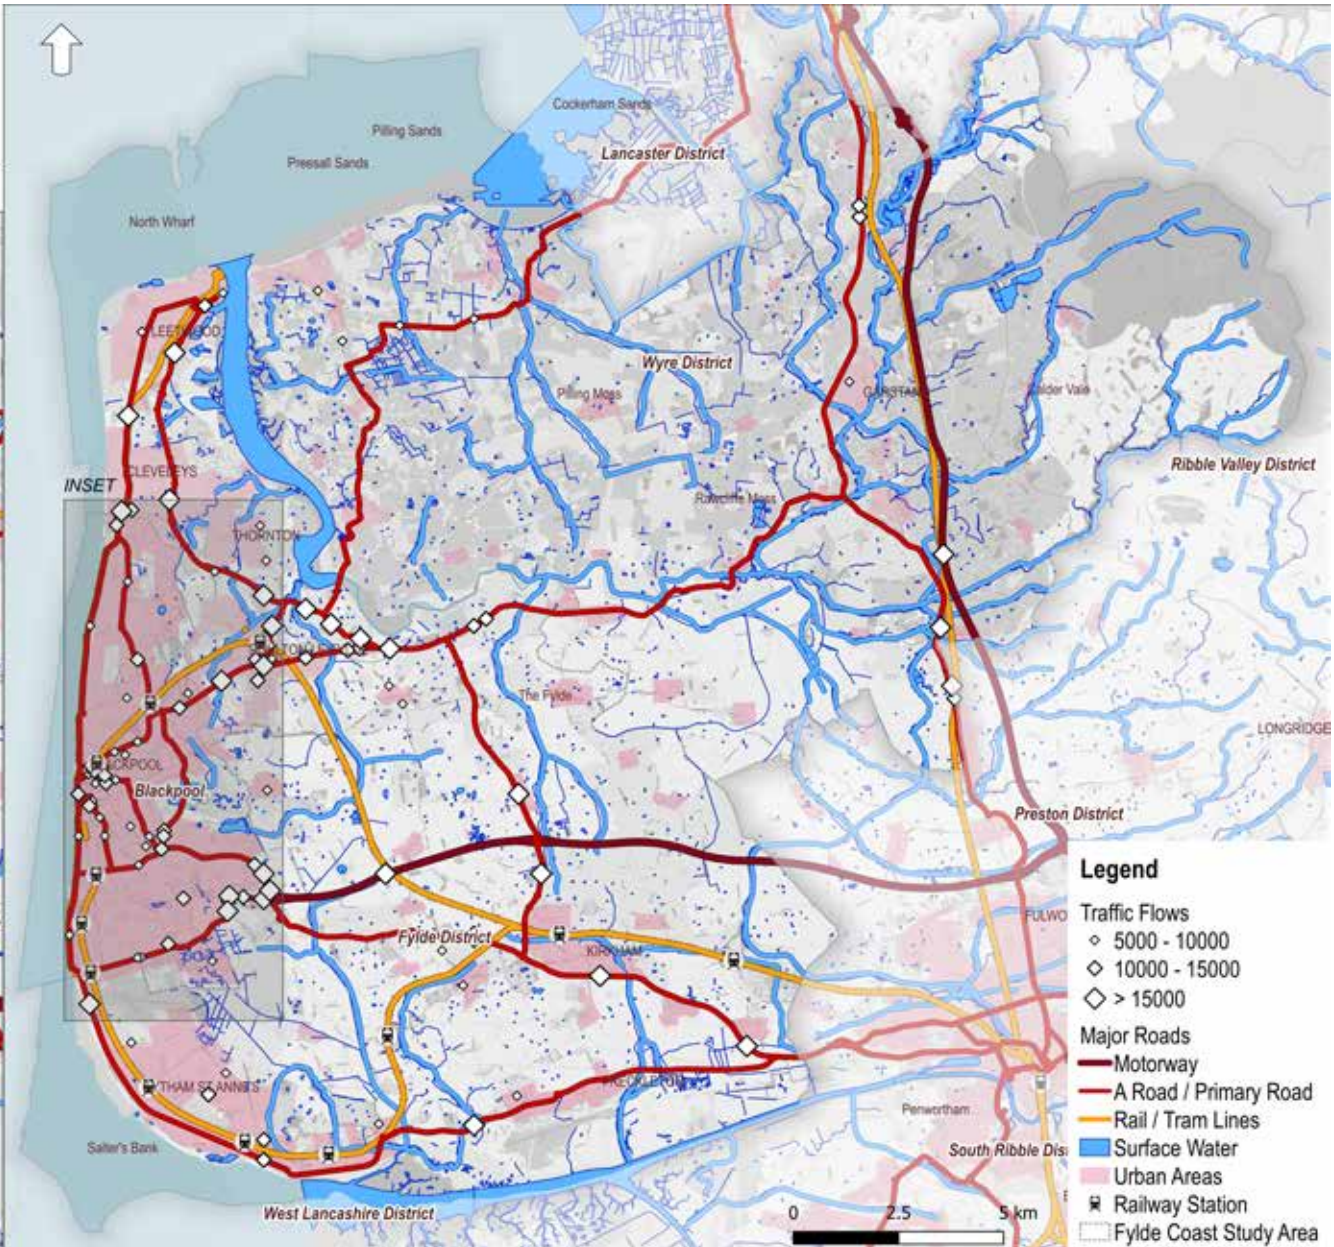 Cockerham Sands
Pilling Sands
Lancaster District
Preesall Sands
North Wharf
Wyre District
Pilling Moss
Calder Vale
CLEVELEYS
Ribble Valley District
INSET
Rawcliffe Moss
THORNTON
The Fylde
LONGRIDGE
Blackpool
Preston District
Legend
Traffic Flows
5000 - 10000
10000 - 15000
> 15000
Major Roads
Motorway
A Road / Primary Road
Rail / Tram Lines
Surface Water
Urban Areas
Railway Station
Fylde Coast Study Area
FULWO
Fylde District
KIRKHAM
THAM ST ANNE'S
Penwortham
Salter's Bank
South Ribble Dis
West Lancashire District
0 2.5 5 km